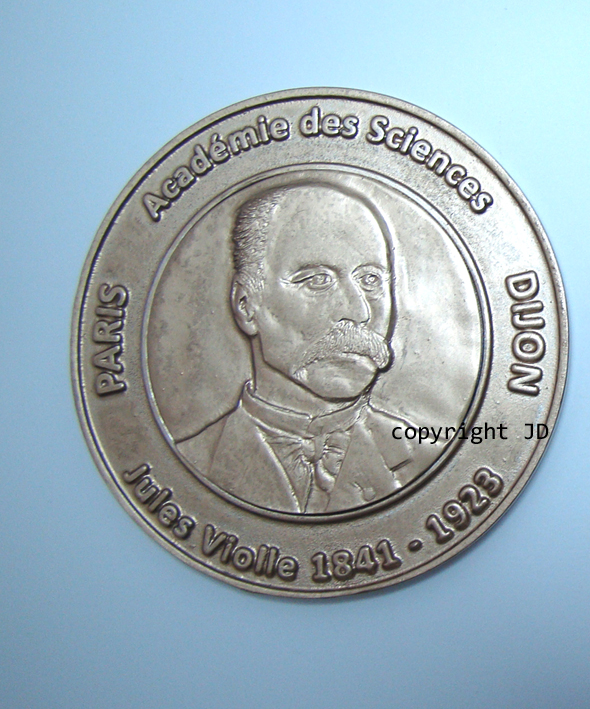 Académie des Sciences
PARIS
DIJON
Jules Violle 1841 - 1923
copyright JD